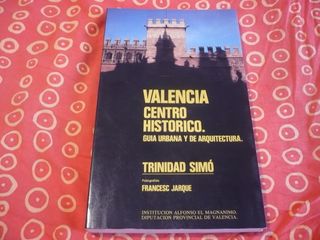 VALENCIA
CENTRO
HISTORICO.
GUIA URBANA Y DE ARQUITECTURA.
TRINIDAD SIMÓ
Fotografías
FRANCESC JARQUE
INSTITUCION ALFONSO EL MAGNANIMO.
DIPUTACION PROVINCIAL DE VALENCIA.